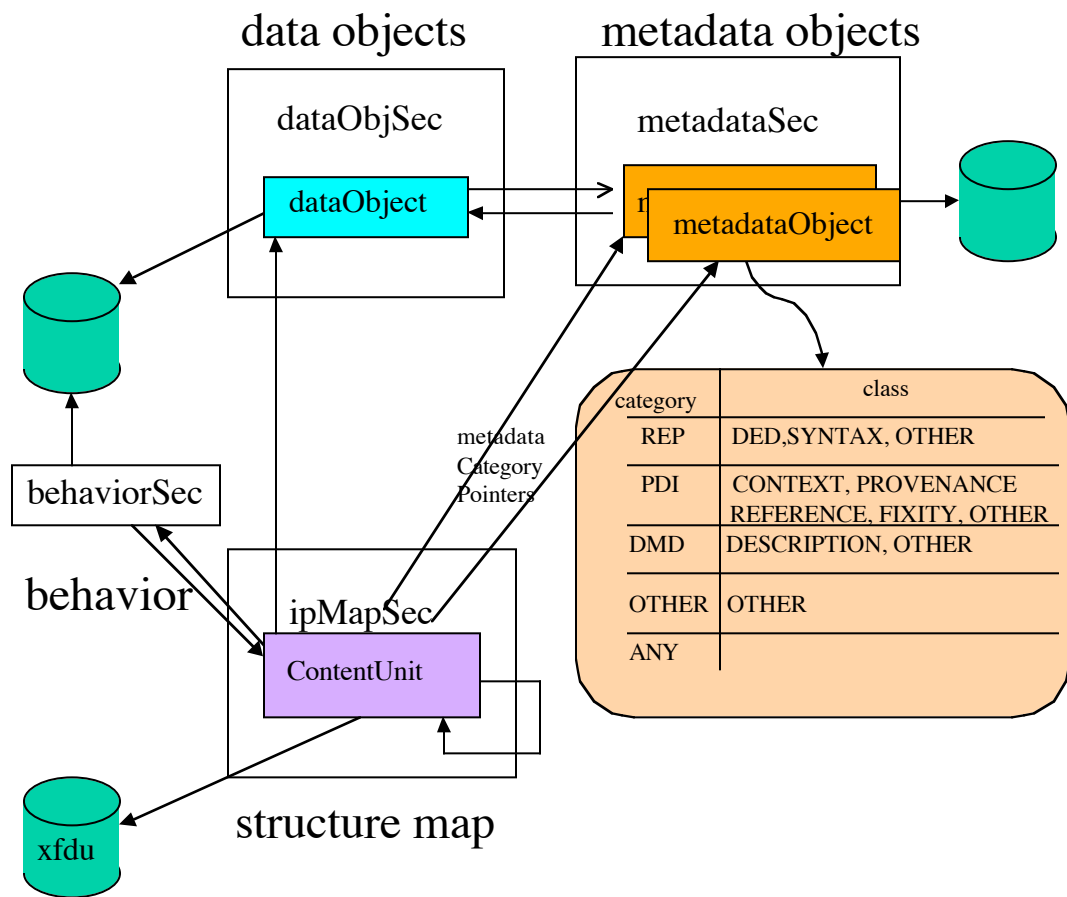 data objects
metadata objects
dataObjSec
metadataSec
dataObject
metadataObject
category
class
REP
DED,SYNTAX, OTHER
PDI
CONTEXT, PROVENANCE
REFERENCE, FIXITY, OTHER
DMD
DESCRIPTION, OTHER
OTHER
OTHER
ANY
metadata
Category
Pointers
behaviorSec
behavior
ipMapSec
ContentUnit
structure map
xfdu